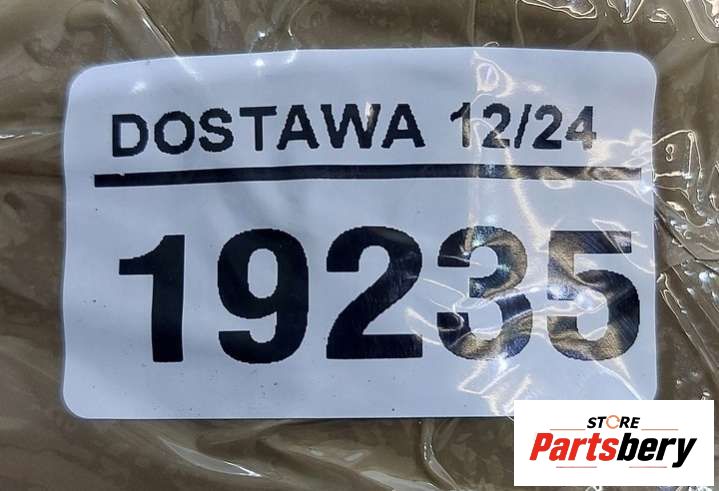 DOSTAWA 12/24
19235
STORE
Partsbery